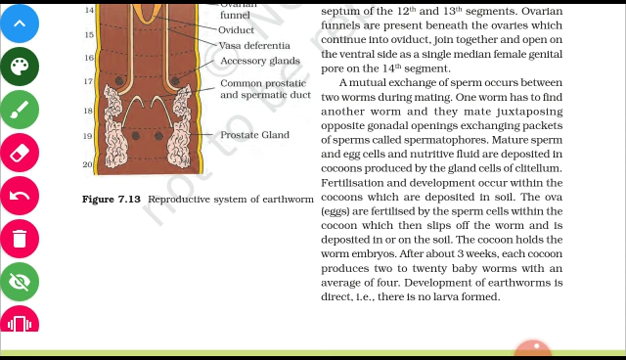 14
15
16
17
18
19
20
Ovarian
funnel
Oviduct
Vasa deferentia
Accessory glands
Common prostatic
and spermatic duct
Prostate Gland
Figure 7.13 Reproductive system of earthworm
septum of the 12th and 13th segments. Ovarian
funnels are present beneath the ovaries which
continue into oviduct, join together and open on
the ventral side as a single median female genital
pore on the 14th segment.
A mutual exchange of sperm occurs between
two worms during mating. One worm has to find
another worm and they mate juxtaposing
opposite gonadal openings exchanging packets
of sperms called spermatophores. Mature sperm
and egg cells and nutritive fluid are deposited in
cocoons produced by the gland cells of clitellum.
Fertilisation and development occur within the
cocoons which are deposited in soil. The ova
(eggs) are fertilised by the sperm cells within the
cocoon which then slips off the worm and is
deposited in or on the soil. The cocoon holds the
worm embryos. After about 3 weeks, each cocoon
produces two to twenty baby worms with an
average of four. Development of earthworms is
direct, i.e., there is no larva formed.
not to be re